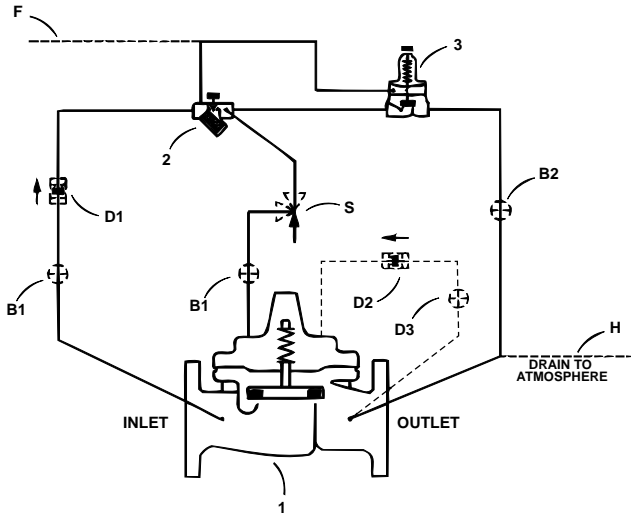 F
3
2
D1
S
B2
B1
B1
D2
D3
H
DRAIN TO
ATMOSPHERE
INLET
OUTLET
1